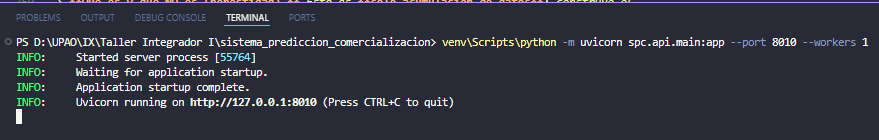 PROBLEMS OUTPUT DEBUG CONSOLE TERMINAL PORTS
PS D:\UPAO\IX\Taller Integrador I\sistema_prediccion_comercializacion> venv\Scripts\python -m uvicorn spc.api.main:app --port 8010 --workers 1
INFO: Started server process [55764]
INFO: Waiting for application startup.
INFO: Application startup complete.
INFO: Uvicorn running on http://127.0.0.1:8010 (Press CTRL+C to quit)